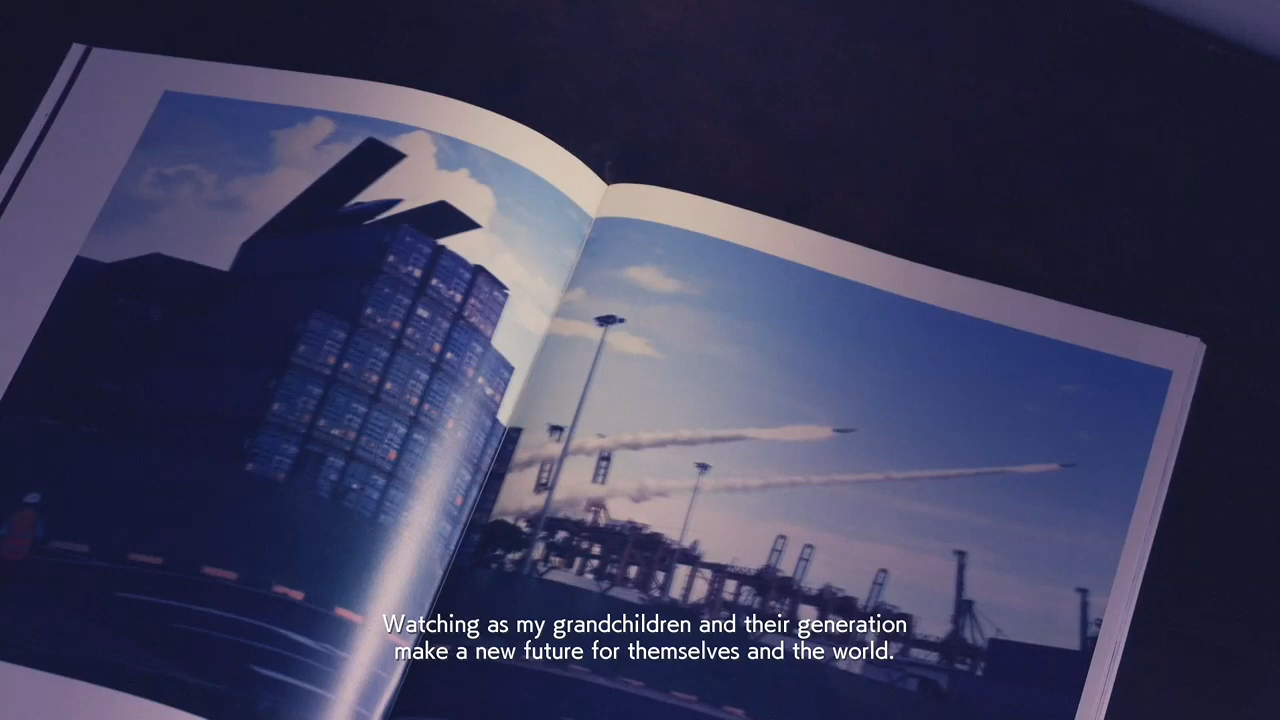 Watching as my grandchildren and their generation
make a new future for themselves and the world.